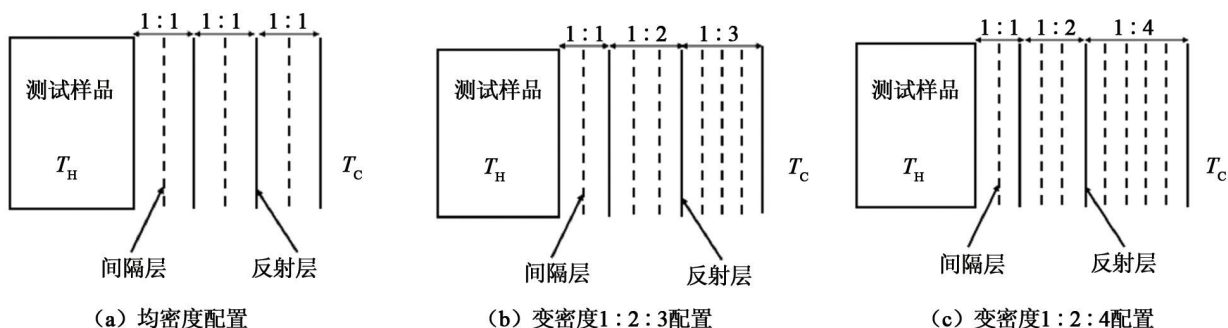 1∶1 1∶1 1∶1
测试样品
T_H
T_C
间隔层
反射层
(a) 均密度配置
1∶1 1∶2 1∶3
测试样品
T_H
T_C
间隔层
反射层
(b) 变密度1∶2∶3配置
1∶1 1∶2 1∶4
测试样品
T_H
T_C
间隔层
反射层
(c) 变密度1∶2∶4配置